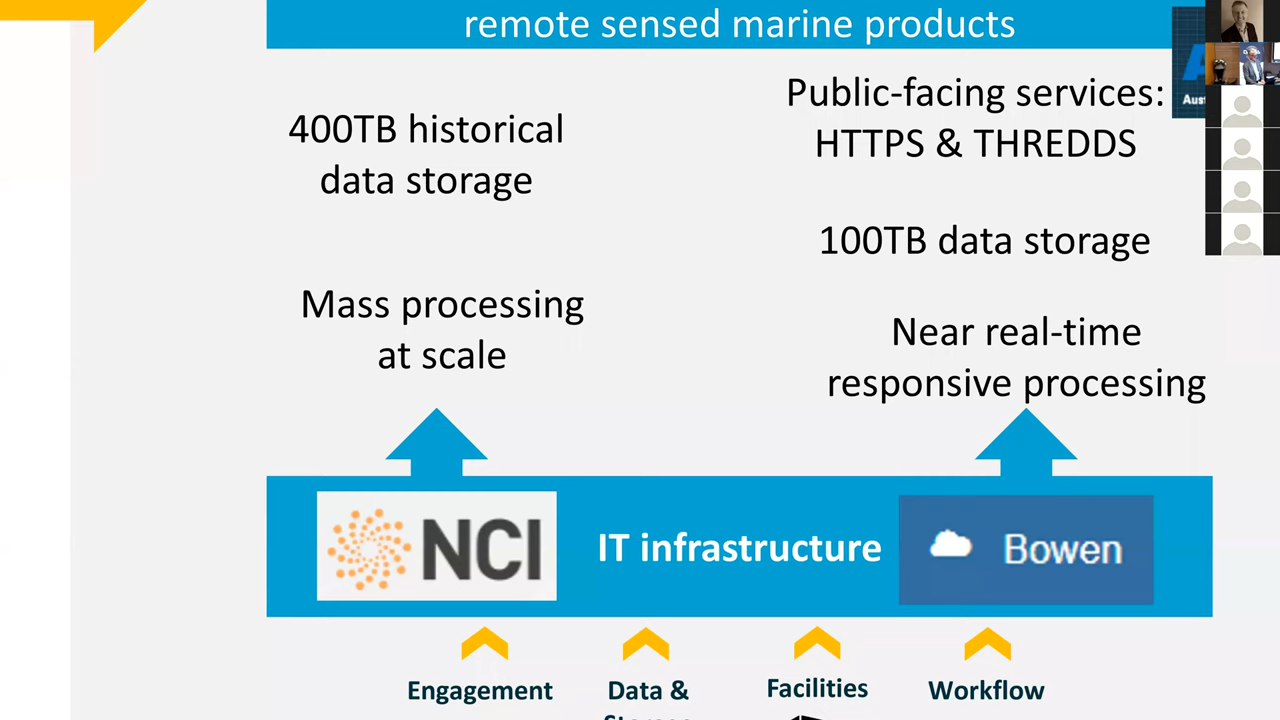 remote sensed marine products
400TB historical
data storage
Public-facing services:
HTTPS & THREDDS
100TB data storage
Mass processing
at scale
Near real-time
responsive processing
NCI
IT infrastructure
Bowen
Engagement
Data &
Facilities
Workflow